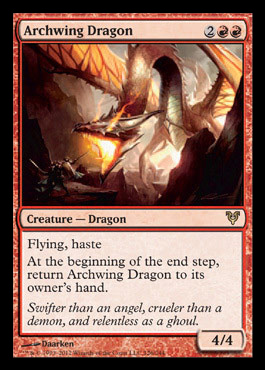 Archwing Dragon 2
Creature — Dragon
Flying, haste
At the beginning of the end step,
return Archwing Dragon to its
owner's hand.
Swifter than an angel, crueler than a
demon, and relentless as a ghoul.
Daarken
4/4